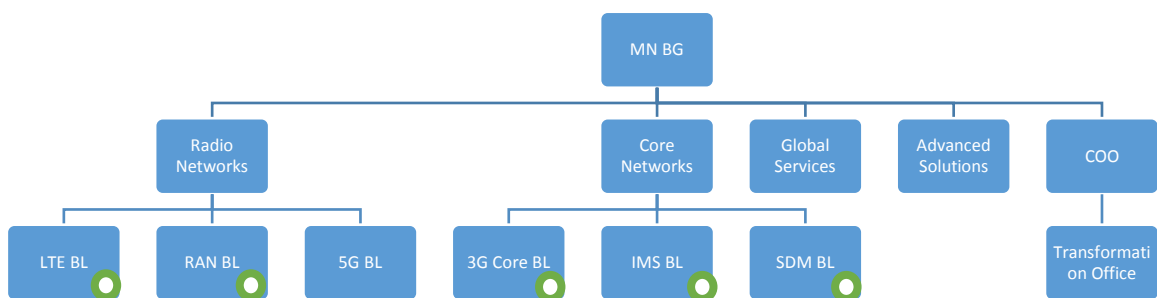 MN BG
Radio
Networks
Core
Networks
Global
Services
Advanced
Solutions
COO
LTE BL
RAN BL
5G BL
3G Core BL
IMS BL
SDM BL
Transformati
on Office